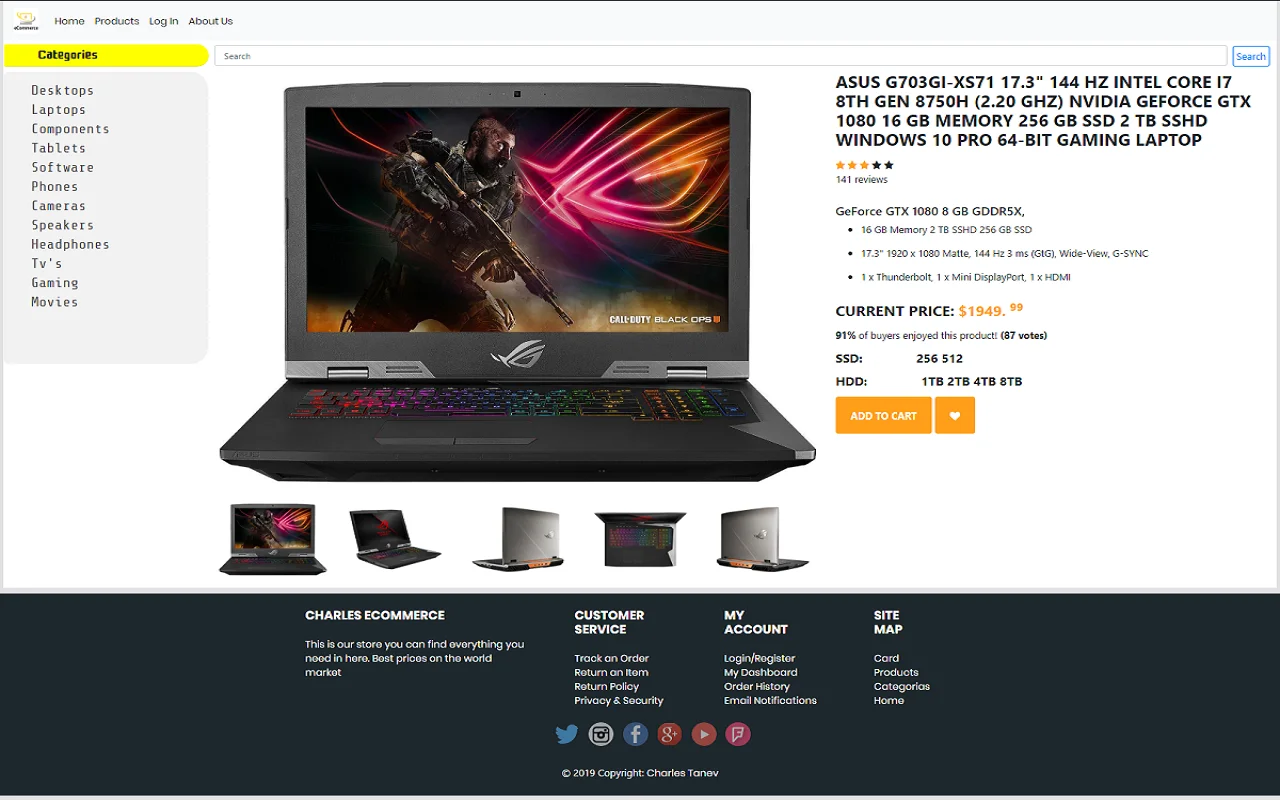 eCommerce
Home Products Log In About Us
Categories
Search
Search
Desktops
Laptops
Components
Tablets
Software
Phones
Cameras
Speakers
Headphones
Tv's
Gaming
Movies
CALL OF DUTY BLACK OPS
ASUS G703GI-XS71 17.3" 144 HZ INTEL CORE I7
8TH GEN 8750H (2.20 GHZ) NVIDIA GEFORCE GTX
1080 16 GB MEMORY 256 GB SSD 2 TB SSHD
WINDOWS 10 PRO 64-BIT GAMING LAPTOP
141 reviews
GeForce GTX 1080 8 GB GDDR5X,
16 GB Memory 2 TB SSHD 256 GB SSD
17.3" 1920 x 1080 Matte, 144 Hz 3 ms (GtG), Wide-View, G-SYNC
1 x Thunderbolt, 1 x Mini DisplayPort, 1 x HDMI
CURRENT PRICE: $1949. 99
91% of buyers enjoyed this product! (87 votes)
SSD: 256 512
HDD: 1TB 2TB 4TB 8TB
ADD TO CART
CHARLES ECOMMERCE
This is our store you can find everything you
need in here. Best prices on the world
market
CUSTOMER
SERVICE
Track an Order
Return an Item
Return Policy
Privacy & Security
MY
ACCOUNT
Login/Register
My Dashboard
Order History
Email Notifications
SITE
MAP
Card
Products
Categorias
Home
© 2019 Copyright: Charles Tanev